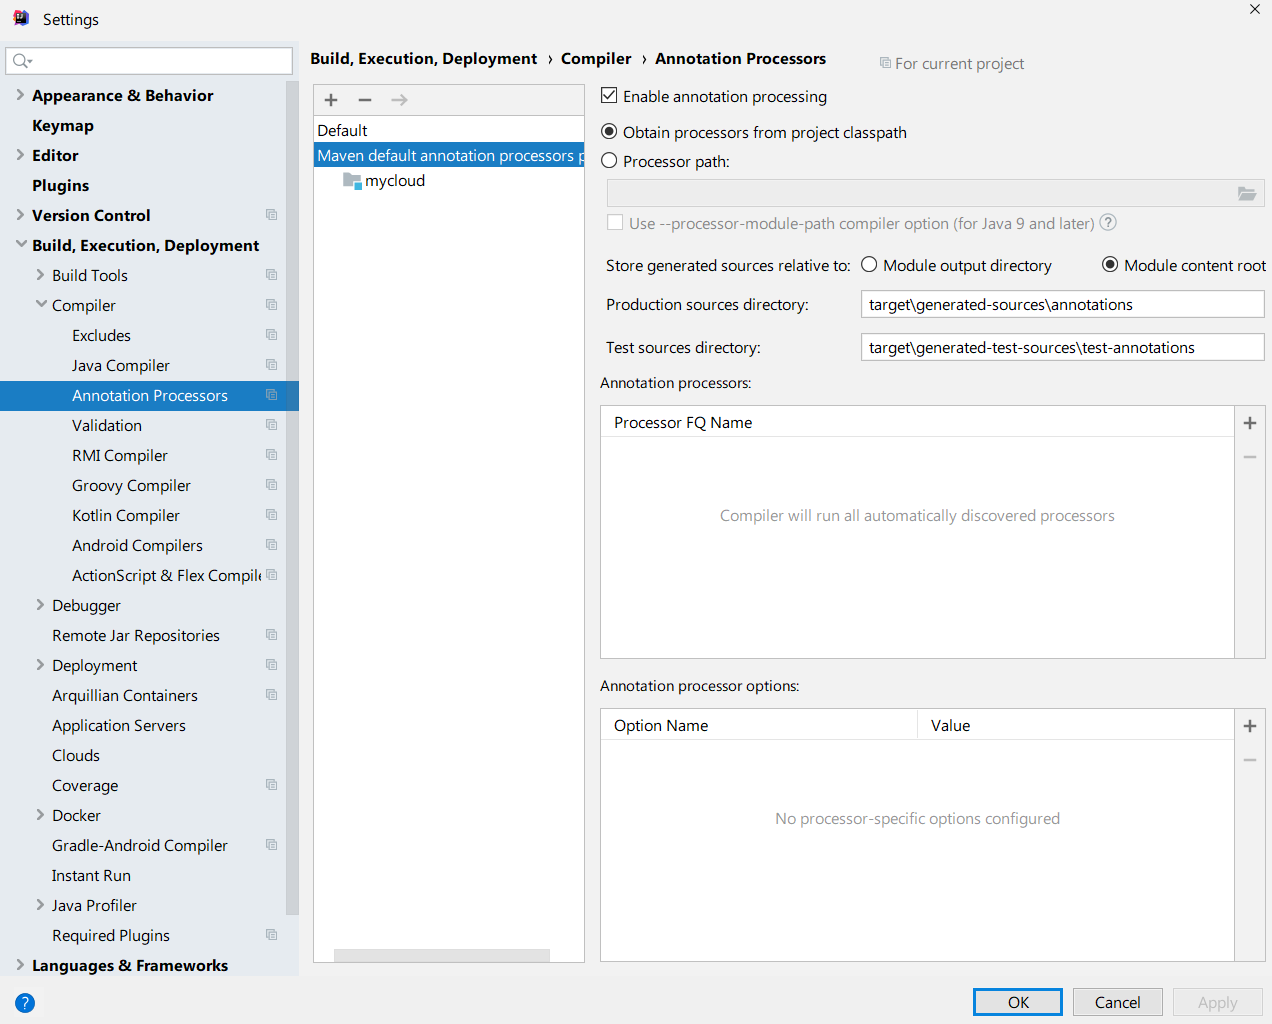 Settings
Appearance & Behavior
Keymap
Editor
Plugins
Version Control
Build, Execution, Deployment
Build Tools
Compiler
Excludes
Java Compiler
Annotation Processors
Validation
RMI Compiler
Groovy Compiler
Kotlin Compiler
Android Compilers
ActionScript & Flex Compile
Debugger
Remote Jar Repositories
Deployment
Arquillian Containers
Application Servers
Clouds
Coverage
Docker
Gradle-Android Compiler
Instant Run
Java Profiler
Required Plugins
Languages & Frameworks
Build, Execution, Deployment › Compiler › Annotation Processors
For current project
Default
Maven default annotation processors p
mycloud
Enable annotation processing
Obtain processors from project classpath
Processor path:
Use --processor-module-path compiler option (for Java 9 and later) ?
Store generated sources relative to: Module output directory Module content root
Production sources directory: target\generated-sources\annotations
Test sources directory: target\generated-test-sources\test-annotations
Annotation processors:
Processor FQ Name
Compiler will run all automatically discovered processors
Annotation processor options:
Option Name Value
No processor-specific options configured
? OK Cancel Apply